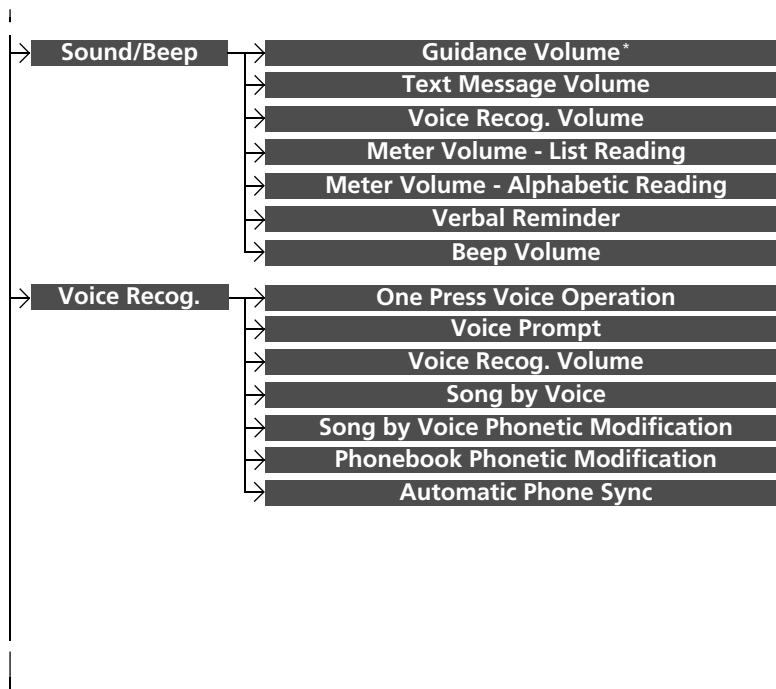 Sound/Beep
Guidance Volume*
Text Message Volume
Voice Recog. Volume
Meter Volume - List Reading
Meter Volume - Alphabetic Reading
Verbal Reminder
Beep Volume
Voice Recog.
One Press Voice Operation
Voice Prompt
Voice Recog. Volume
Song by Voice
Song by Voice Phonetic Modification
Phonebook Phonetic Modification
Automatic Phone Sync